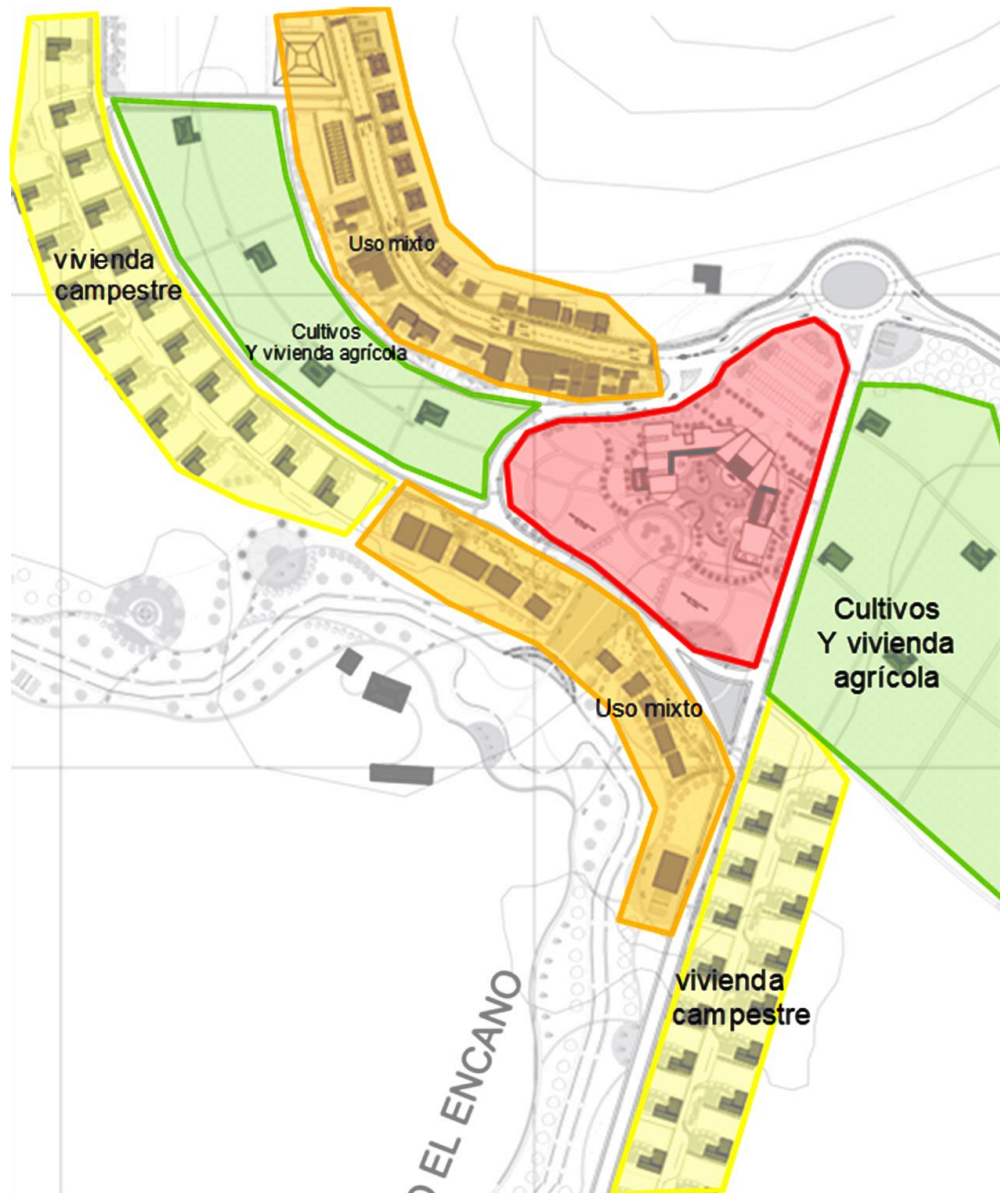 Uso mixto
vivienda
campestre
Cultivos
Y vivienda agrícola
Cultivos
Y vivienda
agrícola
Uso mixto
vivienda
campestre
O EL ENCANO